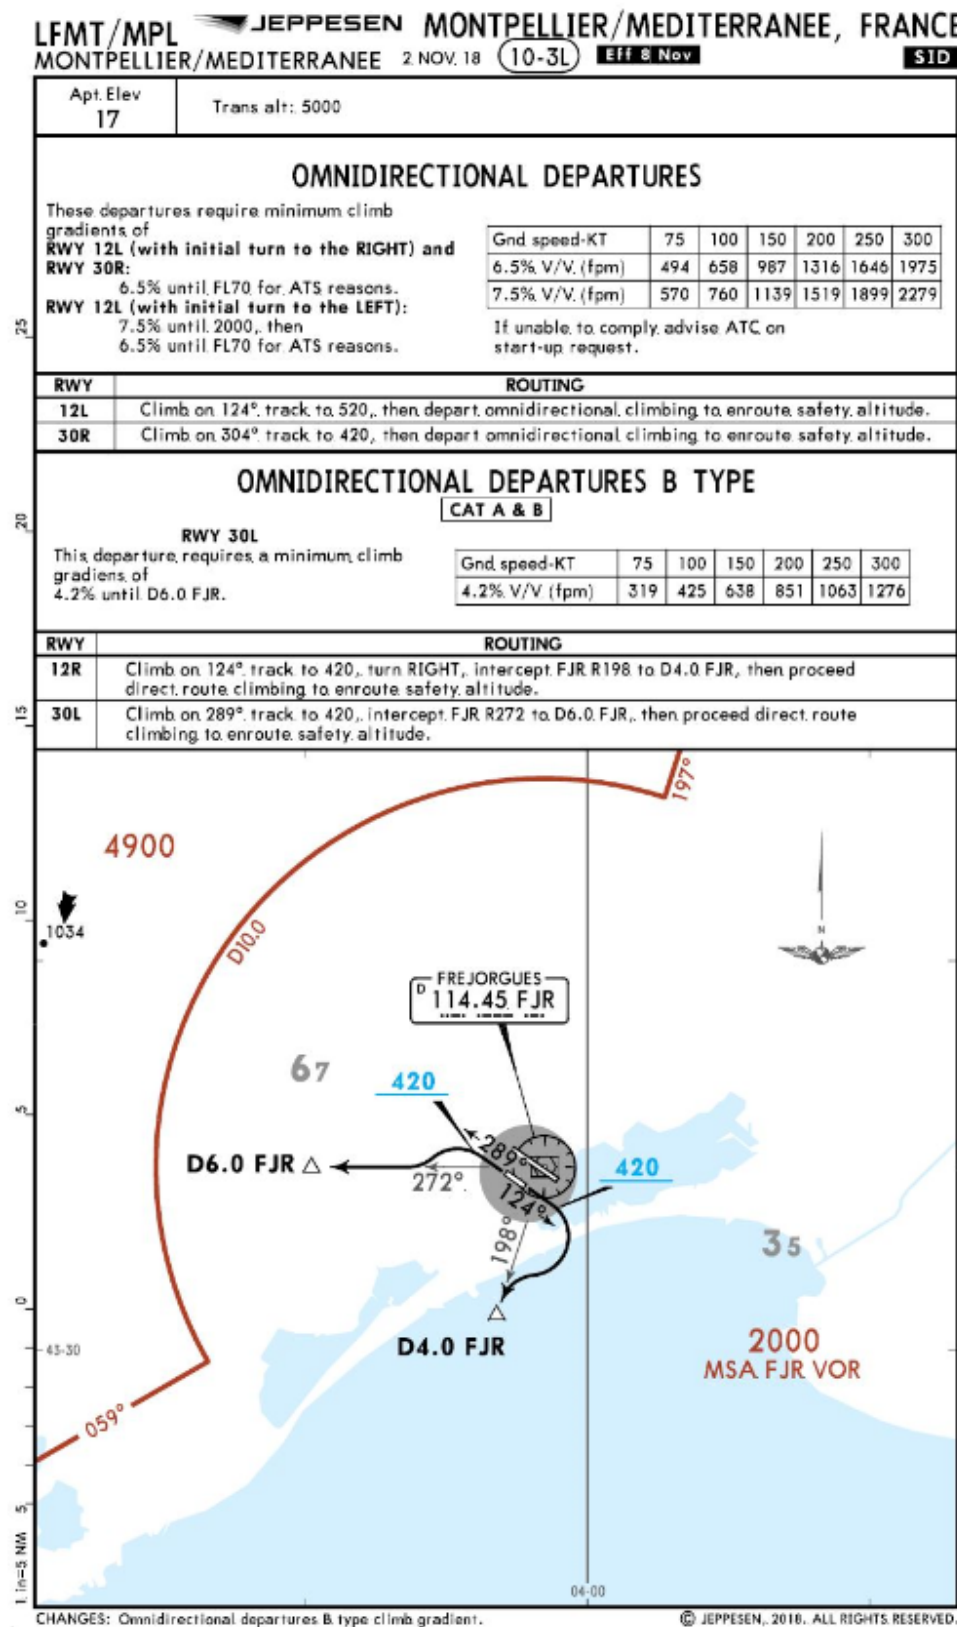 LFMT/MPL JEPPESEN MONTPELLIER/MEDITERRANEE, FRANCE
MONTPELLIER/MEDITERRANEE 2 NOV 18 10-3L Eff 8 Nov SID
Apt Elev
17
Trans alt: 5000
OMNIDIRECTIONAL DEPARTURES
These departures require minimum climb
gradients of
RWY 12L (with initial turn to the RIGHT) and
RWY 30R:
6.5% until FL70 for ATS reasons.
RWY 12L (with initial turn to the LEFT):
7.5% until 2000, then
6.5% until FL70 for ATS reasons.
Gnd speed-KT 75 100 150 200 250 300
6.5% V/V (fpm) 494 658 987 1316 1646 1975
7.5% V/V (fpm) 570 760 1139 1519 1899 2279
If unable to comply advise ATC on
start-up request.
RWY ROUTING
12L Climb on 124° track to 520, then depart omnidirectional climbing to enroute safety altitude.
30R Climb on 304° track to 420, then depart omnidirectional climbing to enroute safety altitude.
OMNIDIRECTIONAL DEPARTURES B TYPE
CAT A & B
RWY 30L
This departure requires a minimum climb
gradiens of
4.2% until D6.0 FJR.
Gnd speed-KT 75 100 150 200 250 300
4.2% V/V (fpm) 319 425 638 851 1063 1276
RWY ROUTING
12R Climb on 124° track to 420, turn RIGHT, intercept FJR R198 to D4.0 FJR, then proceed
direct route climbing to enroute safety altitude.
30L Climb on 289° track to 420, intercept FJR R272 to D6.0 FJR, then proceed direct route
climbing to enroute safety altitude.
197°
4900
1034
D10.0
N
FREJORGUES
D 114.45 FJR
67
420
289°
D6.0 FJR
272°
420
124°
198°
35
D4.0 FJR
43-30
2000
MSA FJR VOR
059°
04-00
25
20
15
10
5
0
5
1 in=5 NM
CHANGES: Omnidirectional departures B type climb gradient.
© JEPPESEN, 2018. ALL RIGHTS RESERVED.